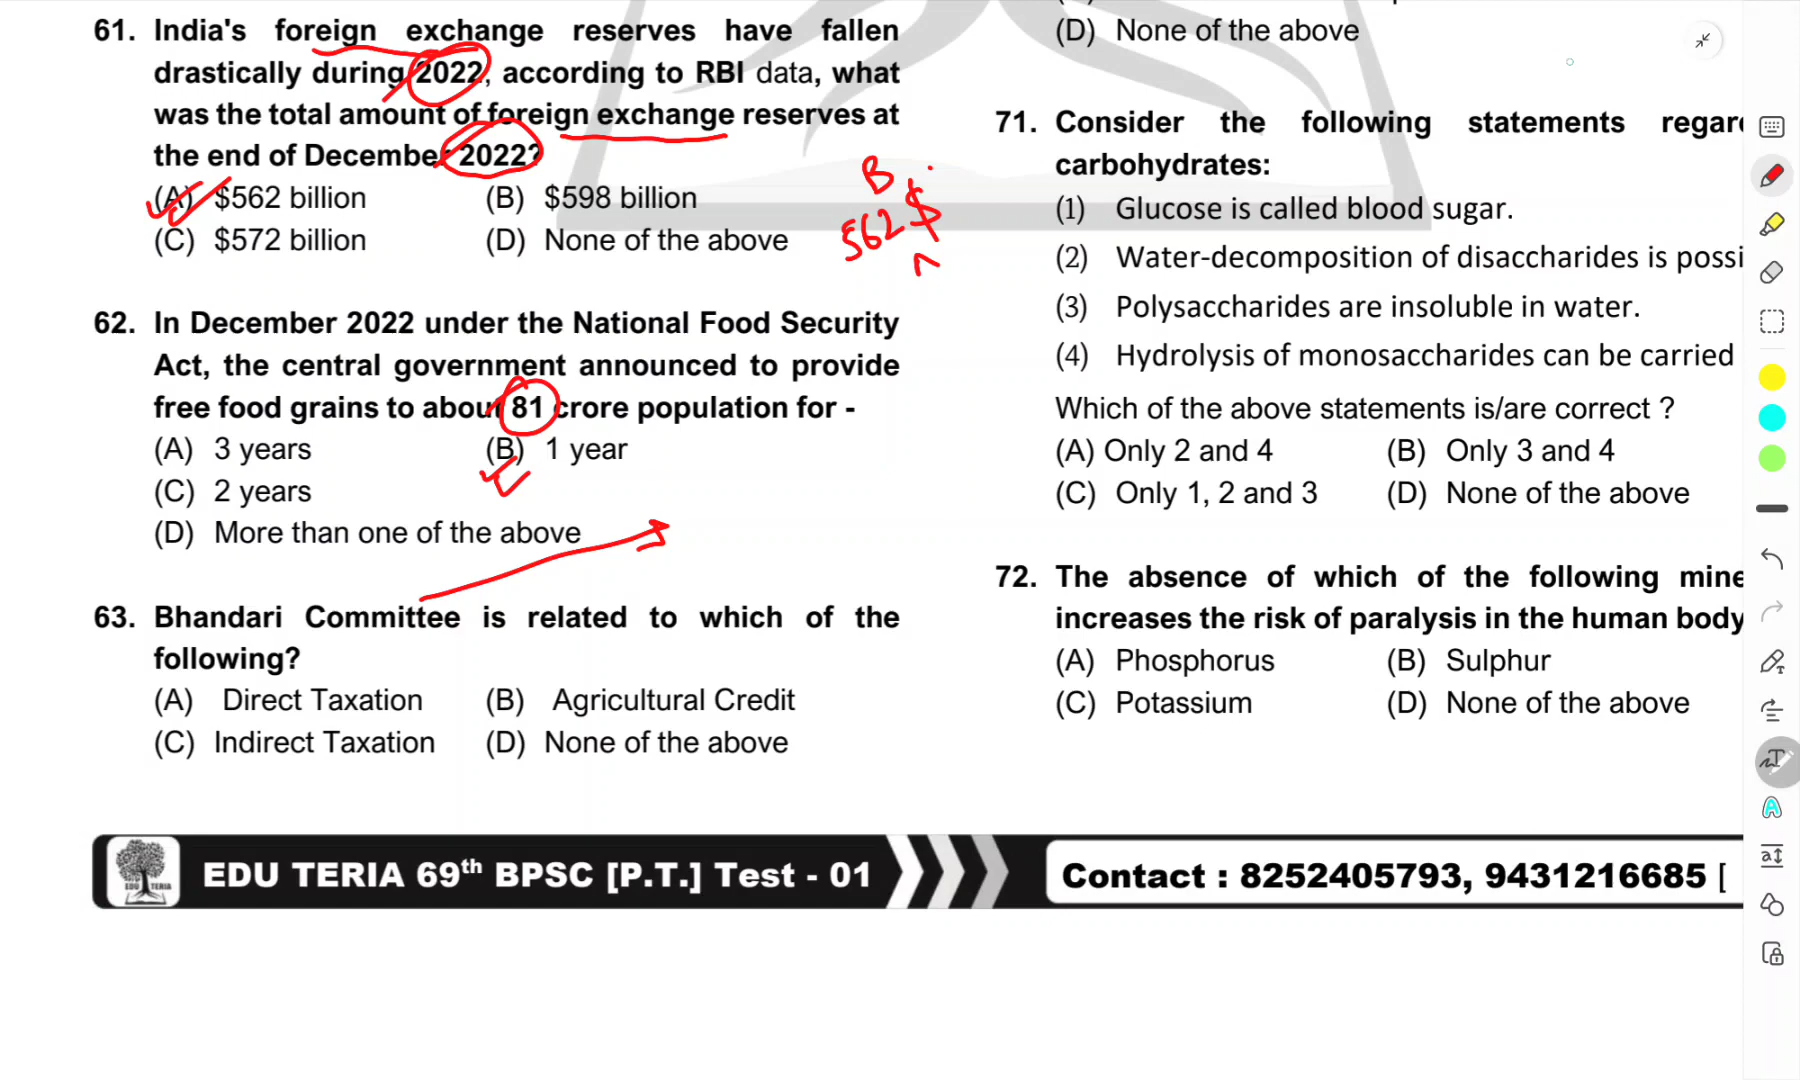 61. India's foreign exchange reserves have fallen
drastically during 2022, according to RBI data, what
was the total amount of foreign exchange reserves at
the end of December 2022?
(A) $562 billion (B) $598 billion
(C) $572 billion (D) None of the above
B
562 $
62. In December 2022 under the National Food Security
Act, the central government announced to provide
free food grains to about 81 crore population for -
(A) 3 years (B) 1 year
(C) 2 years
(D) More than one of the above
63. Bhandari Committee is related to which of the
following?
(A) Direct Taxation (B) Agricultural Credit
(C) Indirect Taxation (D) None of the above
(D) None of the above
71. Consider the following statements regar
carbohydrates:
(1) Glucose is called blood sugar.
(2) Water-decomposition of disaccharides is possi
(3) Polysaccharides are insoluble in water.
(4) Hydrolysis of monosaccharides can be carried
Which of the above statements is/are correct ?
(A) Only 2 and 4 (B) Only 3 and 4
(C) Only 1, 2 and 3 (D) None of the above
72. The absence of which of the following mine
increases the risk of paralysis in the human body
(A) Phosphorus (B) Sulphur
(C) Potassium (D) None of the above
EDU TERIA
EDU TERIA 69th BPSC [P.T.] Test - 01
Contact : 8252405793, 9431216685 [